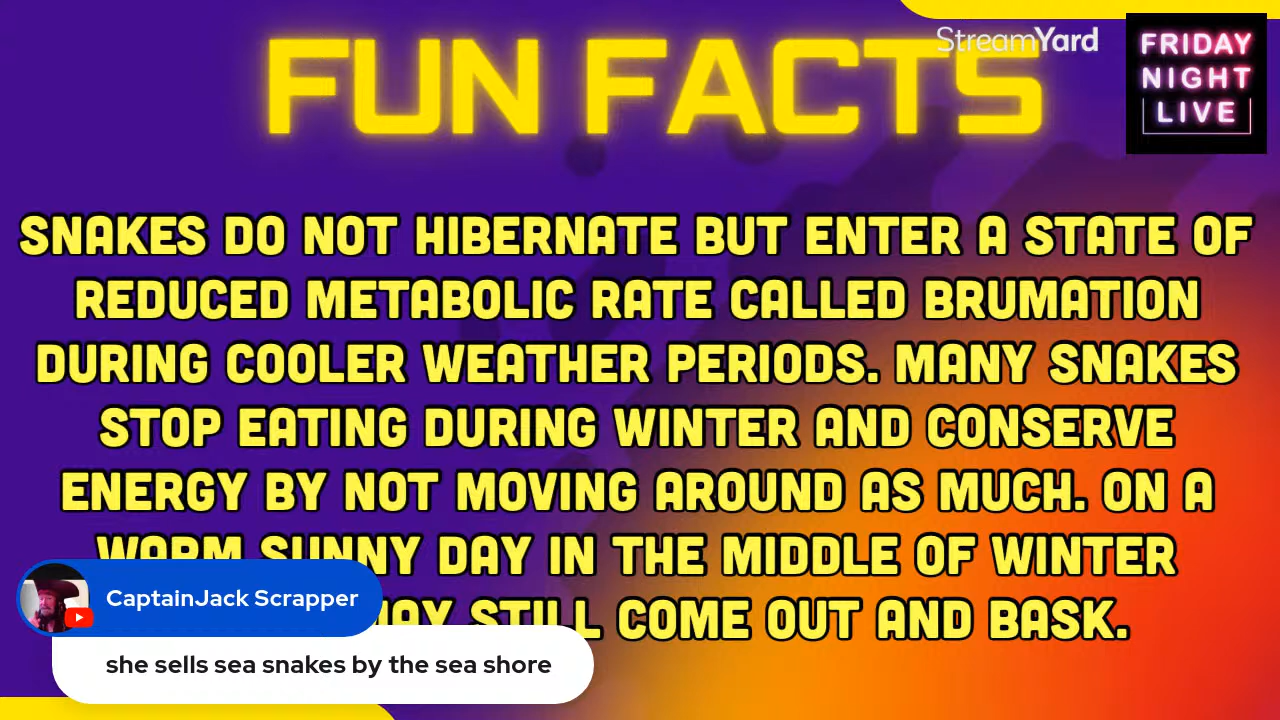 FUN FACTS
StreamYard
FRIDAY
NIGHT
LIVE
SNAKES DO NOT HIBERNATE BUT ENTER A STATE OF
REDUCED METABOLIC RATE CALLED BRUMATION
DURING COOLER WEATHER PERIODS. MANY SNAKES
STOP EATING DURING WINTER AND CONSERVE
ENERGY BY NOT MOVING AROUND AS MUCH. ON A
WARM SUNNY DAY IN THE MIDDLE OF WINTER
MAY STILL COME OUT AND BASK.
CaptainJack Scrapper
she sells sea snakes by the sea shore